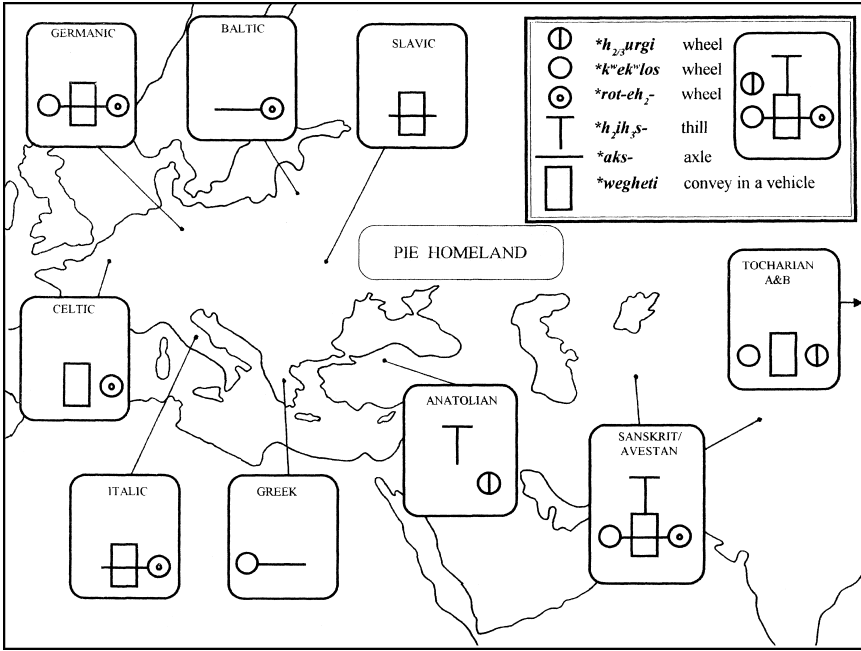 GERMANIC
BALTIC
SLAVIC
*h₂/₃urgi wheel
*kʷekʷlos wheel
*rot-eh₂- wheel
*h₂ih₃s- thill
*aks- axle
*wegheti convey in a vehicle
PIE HOMELAND
TOCHARIAN
A&B
CELTIC
ANATOLIAN
SANSKRIT/
AVESTAN
ITALIC
GREEK